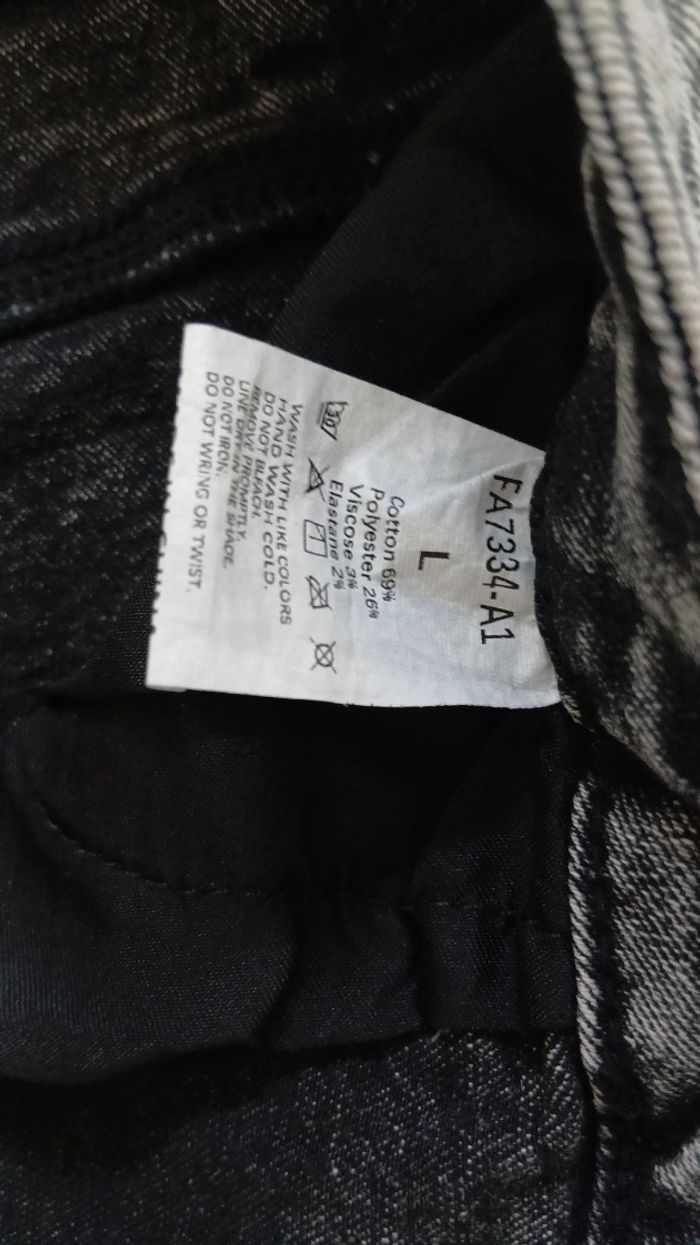 FA7334-A1
L
Cotton 69%
Polyester 26%
Viscose 3%
Elastane 2%
WASH WITH LIKE COLORS
HAND WASH COLD.
DO NOT BLEACH.
REMOVE PROMPTLY.
LINE DRY IN THE SHADE.
DO NOT IRON.
DO NOT WRING OR TWIST.